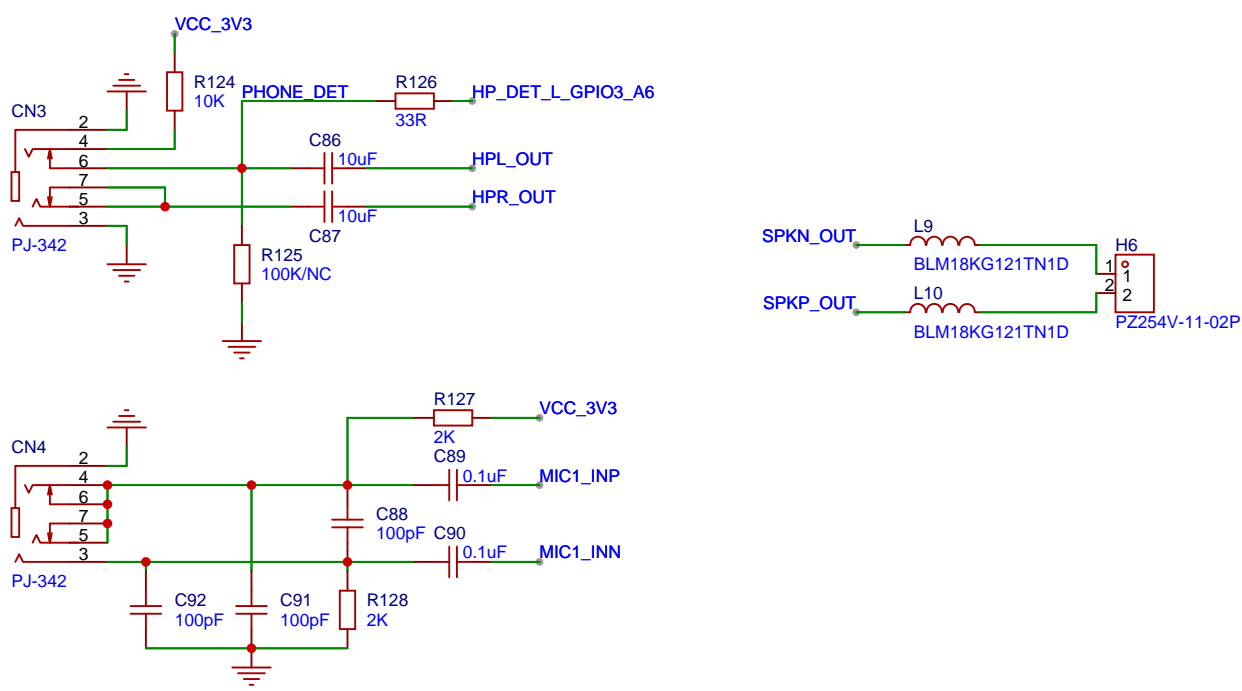 VCC_3V3
R124
10K
PHONE_DET
R126
33R
HP_DET_L_GPIO3_A6
CN3
2
4
6
7
5
3
PJ-342
C86
10uF
HPL_OUT
HPR_OUT
10uF
C87
R125
100K/NC
SPKN_OUT
L9
BLM18KG121TN1D
SPKP_OUT
L10
BLM18KG121TN1D
H6
1
1
2
2
PZ254V-11-02P
R127
2K
VCC_3V3
CN4
2
4
6
7
5
3
PJ-342
C89
0.1uF
MIC1_INP
C88
100pF
C90
0.1uF
MIC1_INN
C92
100pF
C91
100pF
R128
2K